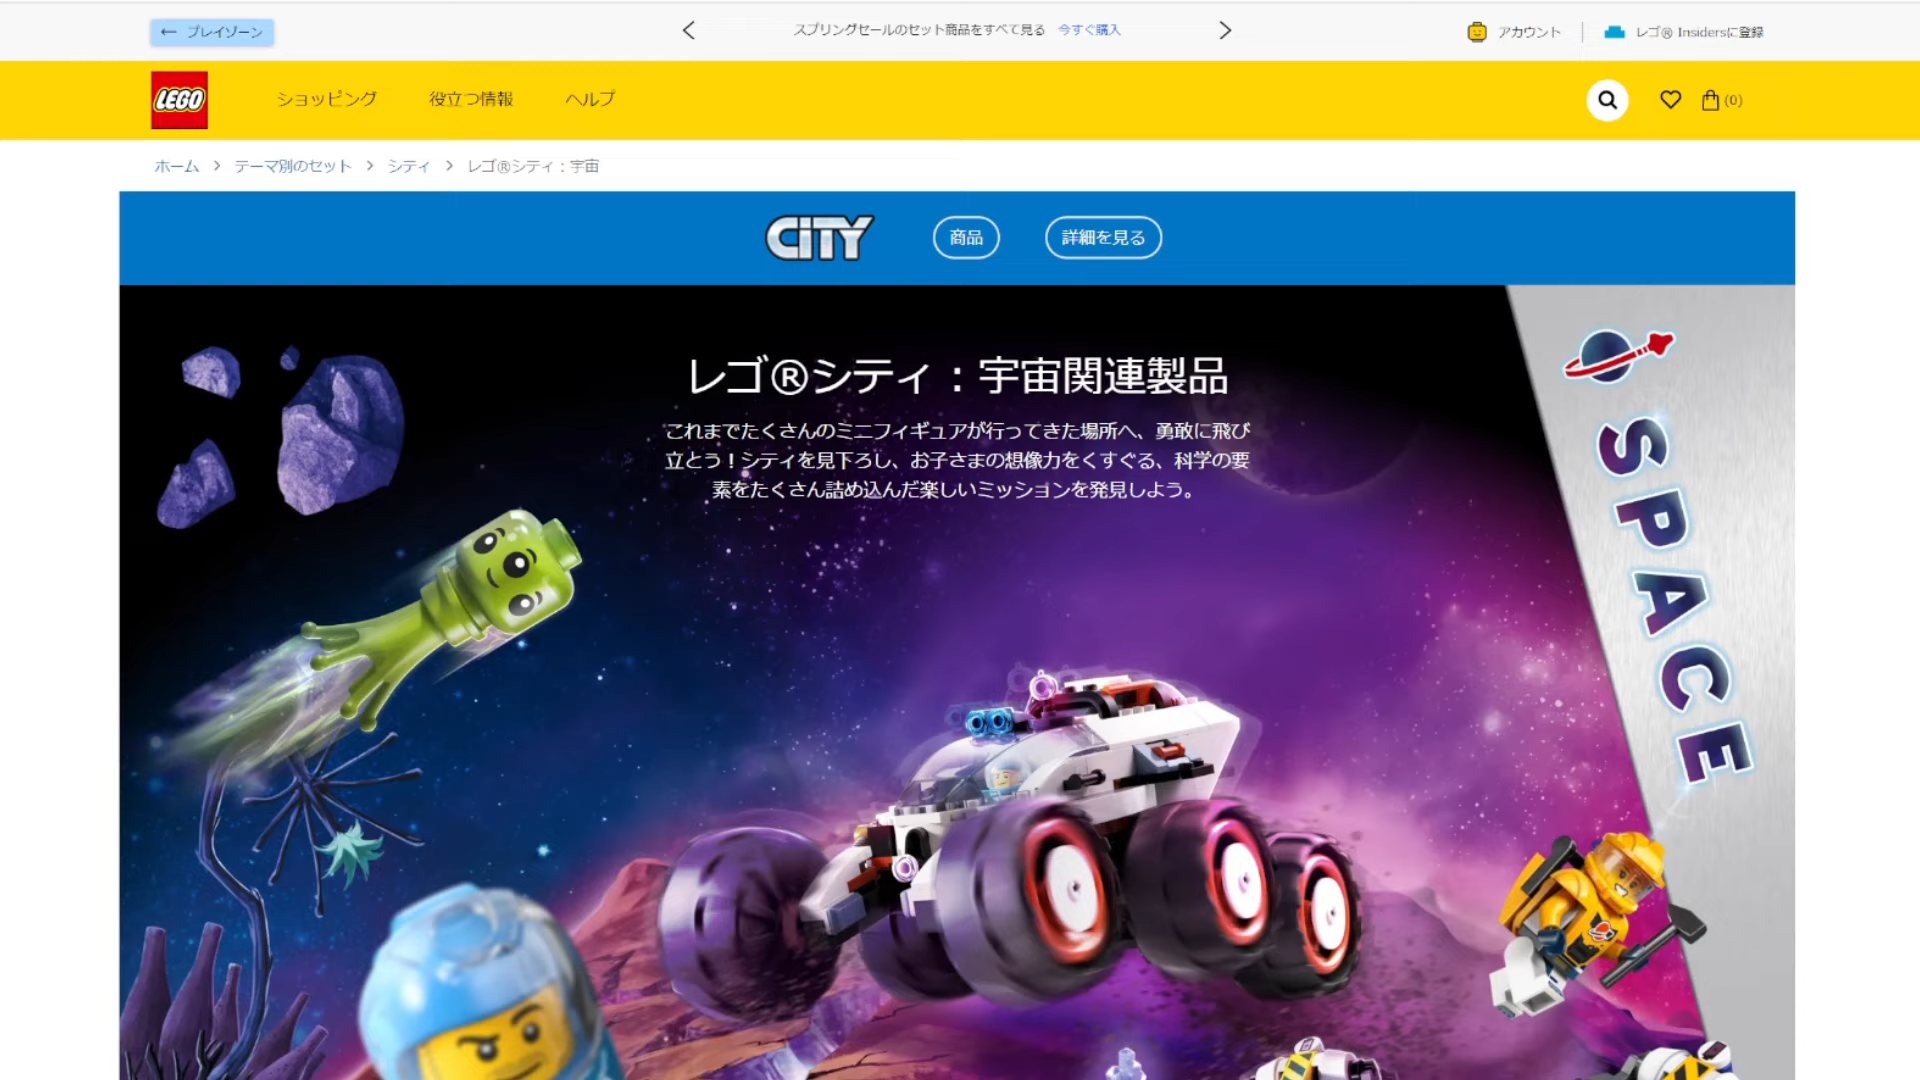 ← プレイゾーン
スプリングセールのセット商品をすべて見る 今すぐ購入
アカウント
レゴ® Insidersに登録
LEGO
ショッピング
役立つ情報
ヘルプ
(0)
ホーム > テーマ別のセット > シティ > レゴ®シティ：宇宙
CITY
商品
詳細を見る
レゴ®シティ：宇宙関連製品
これまでたくさんのミニフィギュアが行ってきた場所へ、勇敢に飛び
立とう！シティを見下ろし、お子さまの想像力をくすぐる、科学の要
素をたくさん詰め込んだ楽しいミッションを発見しよう。
SPACE